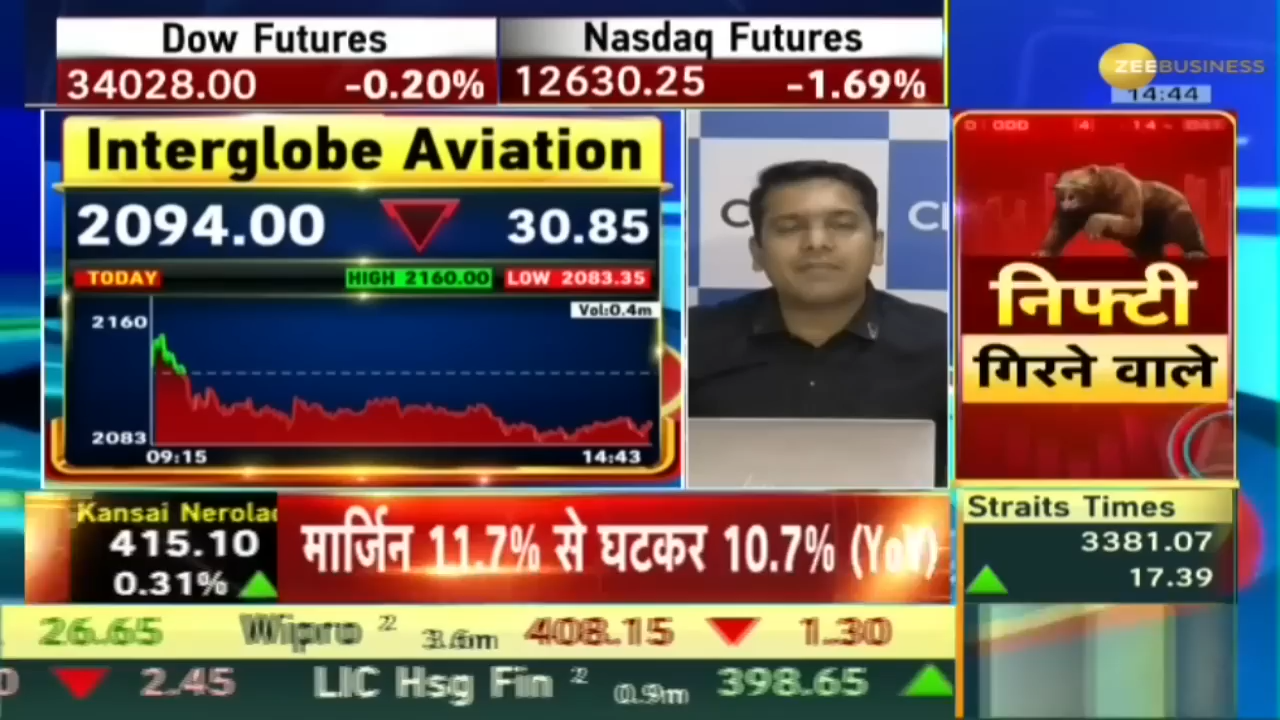 Dow Futures
34028.00 -0.20%
Nasdaq Futures
12630.25 -1.69%
ZEEBUSINESS
14:44
Interglobe Aviation
2094.00 30.85
TODAY HIGH 2160.00 LOW 2083.35
Vol:0.4m
2160
2083
09:15 14:43
निफ्टी
गिरने वाले
Kansai Nerolac
415.10
0.31%
मार्जिन 11.7% से घटकर 10.7% (YoY)
Straits Times
3381.07
17.39
26.65 Wipro 3.6m 408.15 1.30
2.45 LIC Hsg Fin 0.9m 398.65